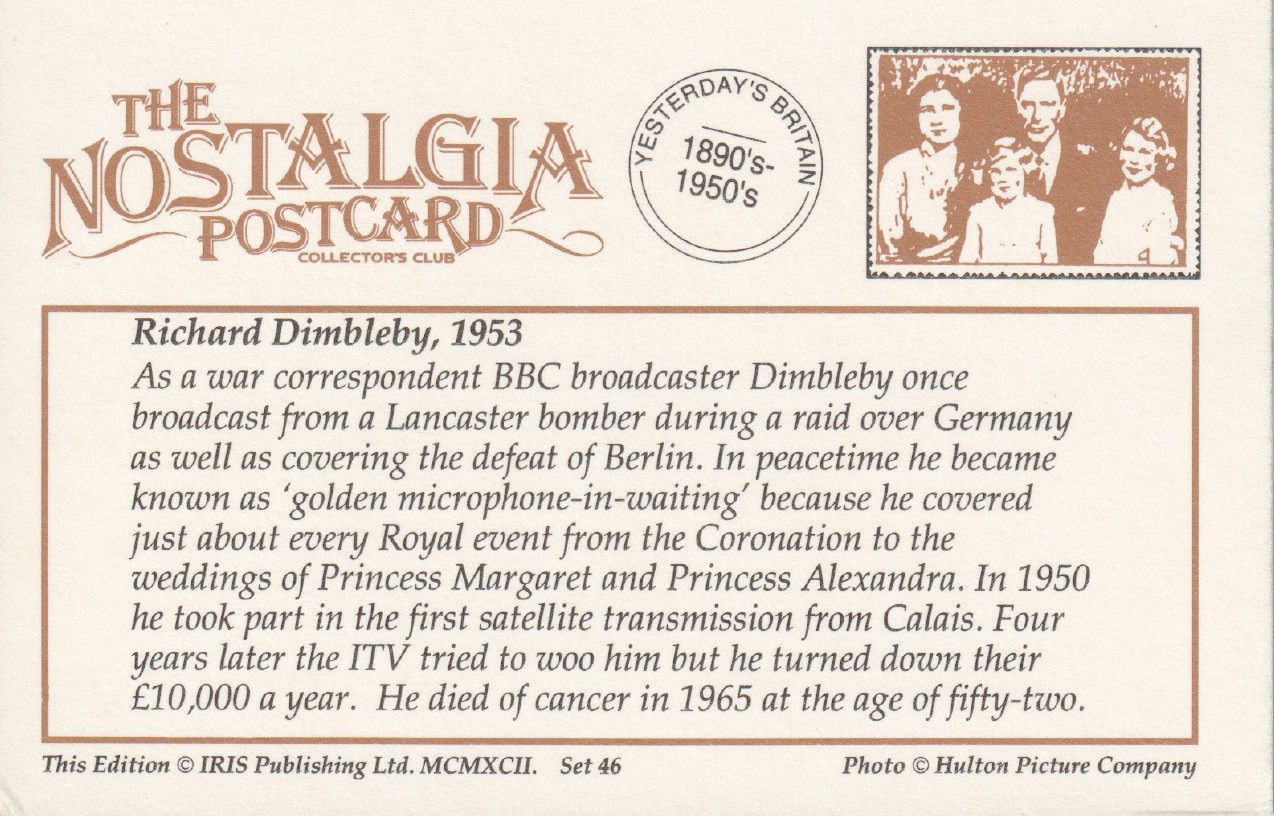 THE
NOSTALGIA
POSTCARD
COLLECTOR'S CLUB
YESTERDAY'S BRITAIN
1890's-
1950's
Richard Dimbleby, 1953
As a war correspondent BBC broadcaster Dimbleby once
broadcast from a Lancaster bomber during a raid over Germany
as well as covering the defeat of Berlin. In peacetime he became
known as ‘golden microphone-in-waiting’ because he covered
just about every Royal event from the Coronation to the
weddings of Princess Margaret and Princess Alexandra. In 1950
he took part in the first satellite transmission from Calais. Four
years later the ITV tried to woo him but he turned down their
£10,000 a year. He died of cancer in 1965 at the age of fifty-two.
This Edition © IRIS Publishing Ltd. MCMXCII. Set 46
Photo © Hulton Picture Company